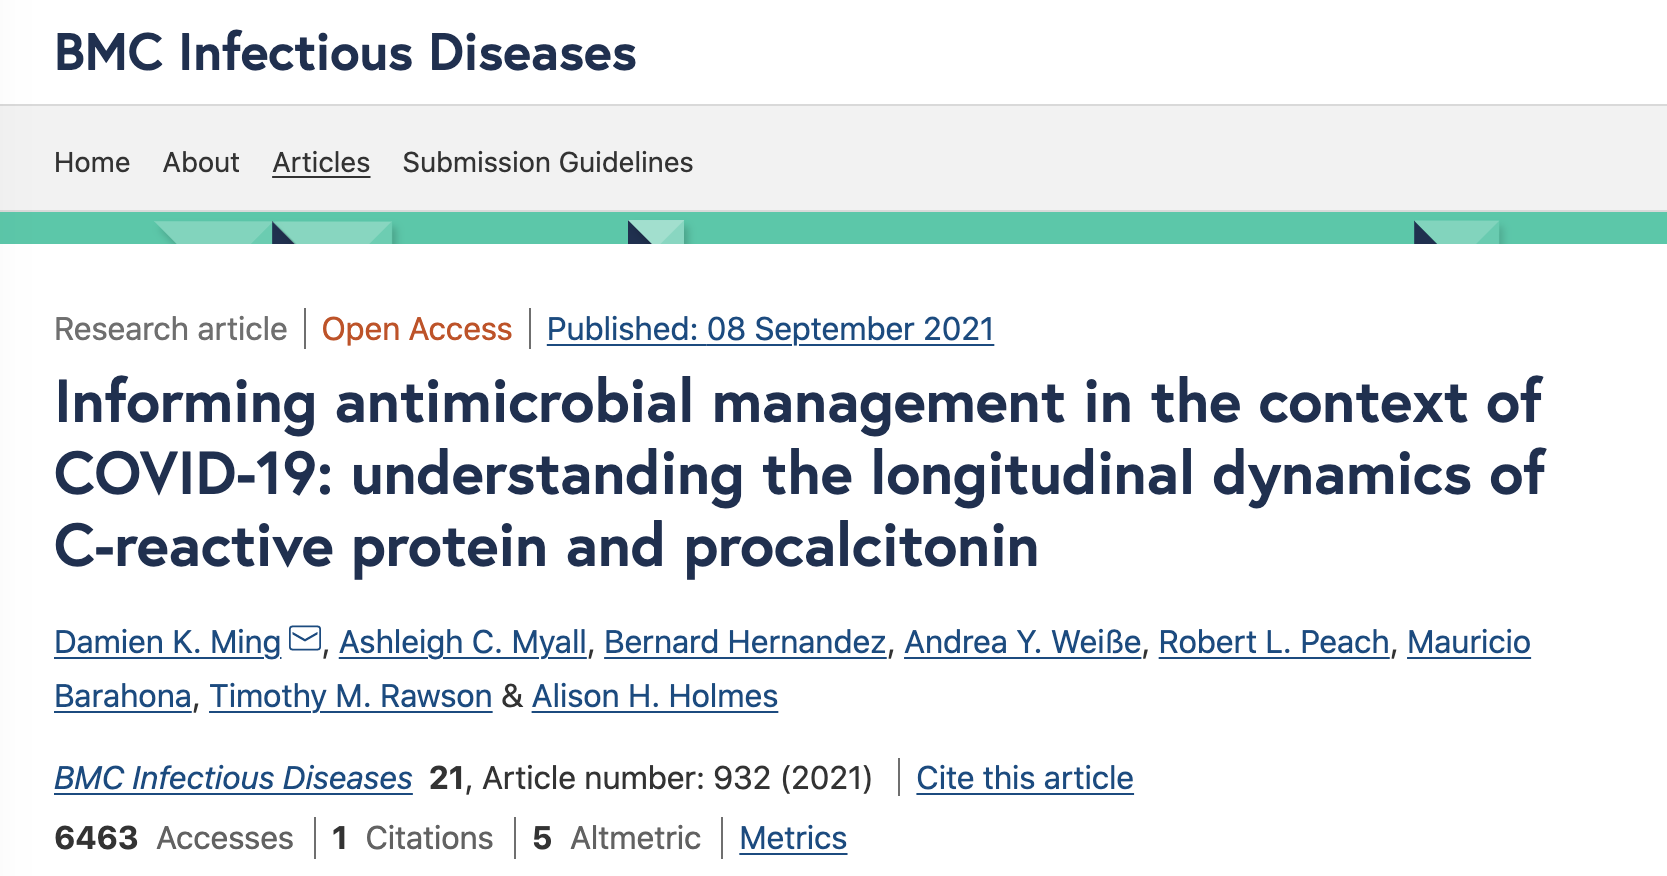 BMC Infectious Diseases
Home About Articles Submission Guidelines
Research article Open Access Published: 08 September 2021
Informing antimicrobial management in the context of
COVID-19: understanding the longitudinal dynamics of
C-reactive protein and procalcitonin
Damien K. Ming, Ashleigh C. Myall, Bernard Hernandez, Andrea Y. Weiße, Robert L. Peach, Mauricio
Barahona, Timothy M. Rawson & Alison H. Holmes
BMC Infectious Diseases 21, Article number: 932 (2021) Cite this article
6463 Accesses 1 Citations 5 Altmetric Metrics